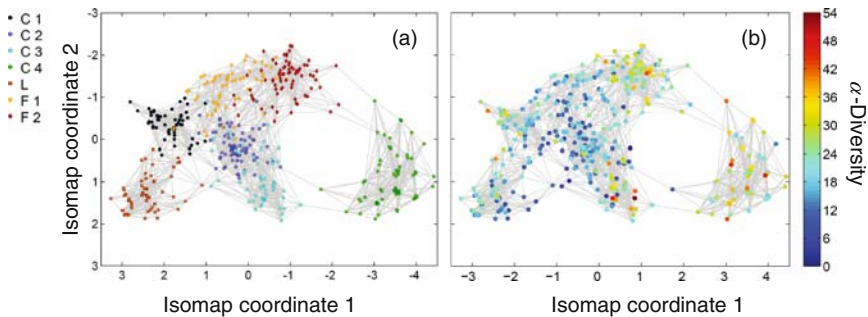 C 1
C 2
C 3
C 4
L
F 1
F 2
Isomap coordinate 2
-3
-2
-1
0
1
2
3
(a)
3 2 1 0 -1 -2 -3 -4
Isomap coordinate 1
(b)
−3 −2 −1 0 1 2 3 4
Isomap coordinate 1
54
48
42
36
30
24
18
12
6
0
α-Diversity